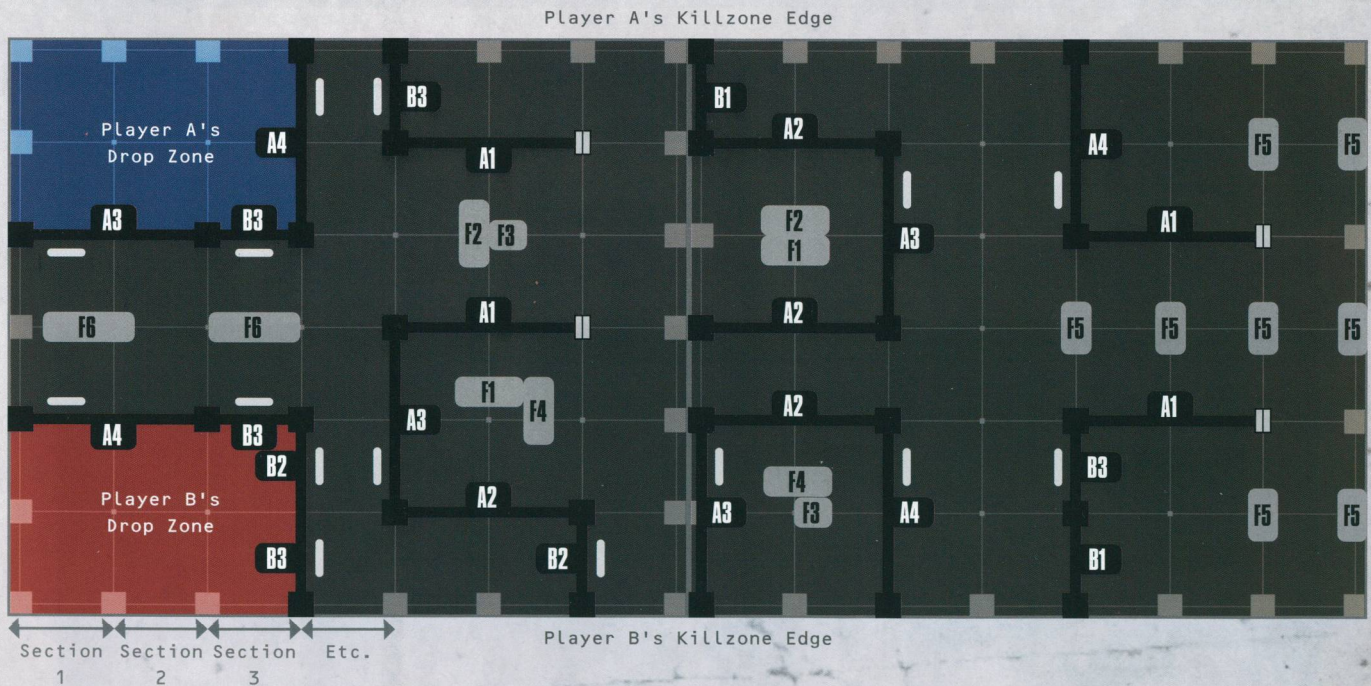 Player A's Killzone Edge
B3
B1
A2
Player A's
Drop Zone
A4
A1
A4
F5
F5
A3
B3
F2
F3
F2
F1
A3
A1
F6
F6
A1
A2
F5
F5
F5
F5
A4
B3
A3
F1
F4
A2
A1
B2
F4
B3
Player B's
Drop Zone
A2
A3
F3
A4
F5
F5
B3
B2
B1
Section
1
Section
2
Section
3
Etc.
Player B's Killzone Edge